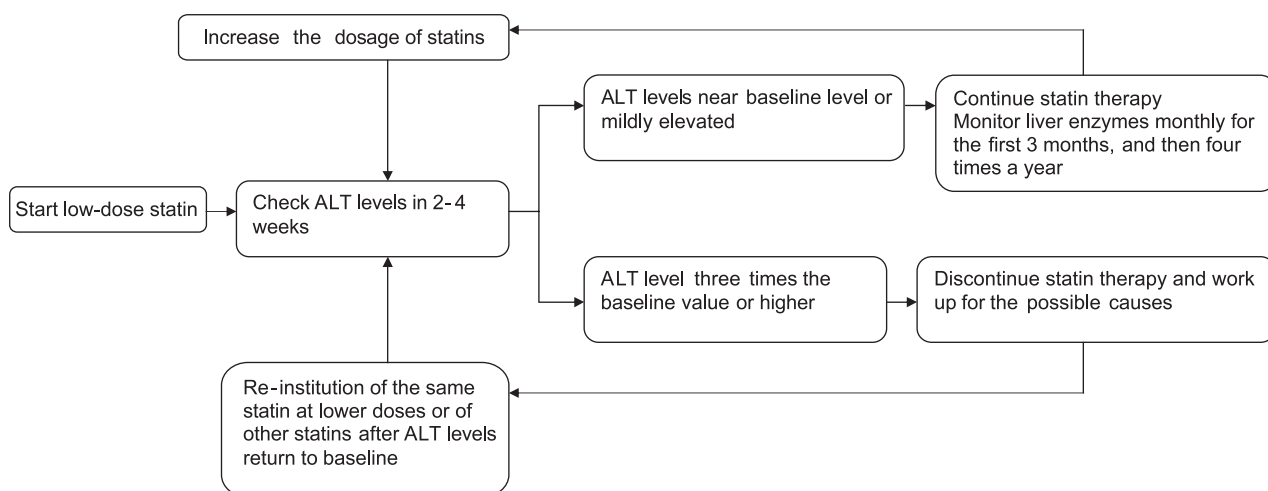 Increase the dosage of statins
ALT levels near baseline level or
mildly elevated
Continue statin therapy
Monitor liver enzymes monthly for
the first 3 months, and then four
times a year
Start low-dose statin
Check ALT levels in 2-4
weeks
ALT level three times the
baseline value or higher
Discontinue statin therapy and work
up for the possible causes
Re-institution of the same
statin at lower doses or of
other statins after ALT levels
return to baseline